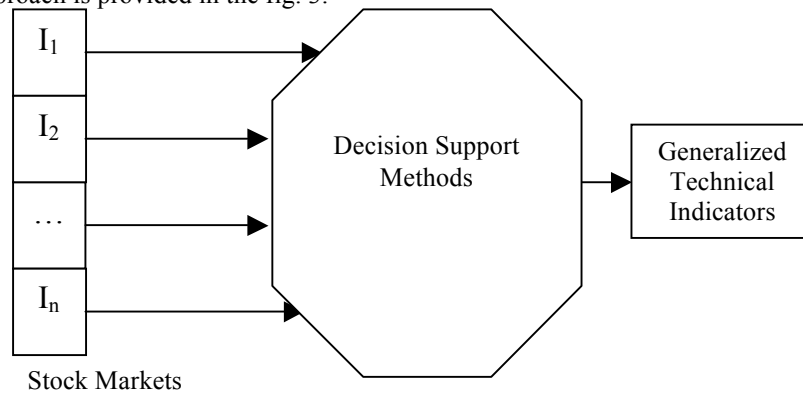 proach is provided in the fig. 3.
I1
I2
…
In
Decision Support
Methods
Generalized
Technical
Indicators
Stock Markets